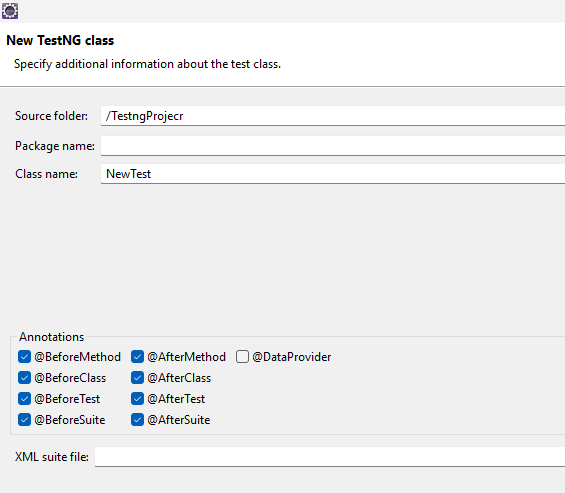 New TestNG class
Specify additional information about the test class.
Source folder: /TestngProjecr
Package name:
Class name: NewTest
Annotations
@BeforeMethod @AfterMethod @DataProvider
@BeforeClass @AfterClass
@BeforeTest @AfterTest
@BeforeSuite @AfterSuite
XML suite file: